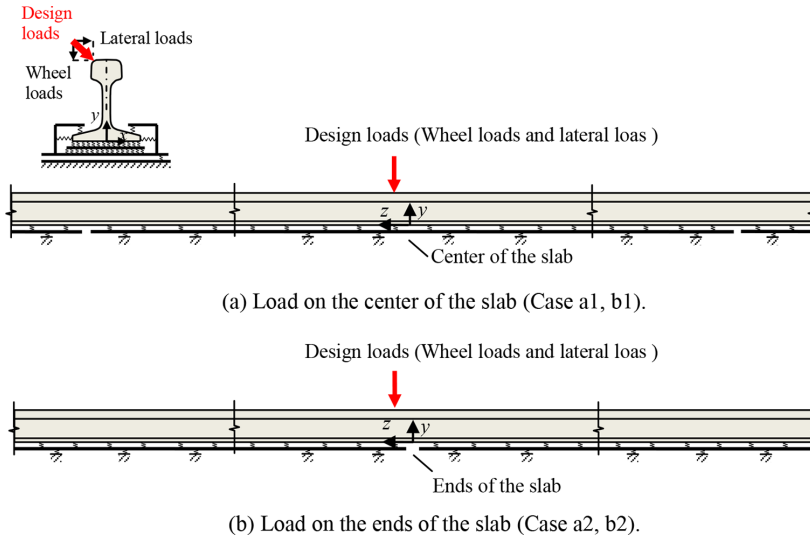 Design
loads
Lateral loads
Wheel
loads
y
x
Design loads (Wheel loads and lateral loas )
z
y
Center of the slab
(a) Load on the center of the slab (Case a1, b1).
Design loads (Wheel loads and lateral loas )
z
y
Ends of the slab
(b) Load on the ends of the slab (Case a2, b2).